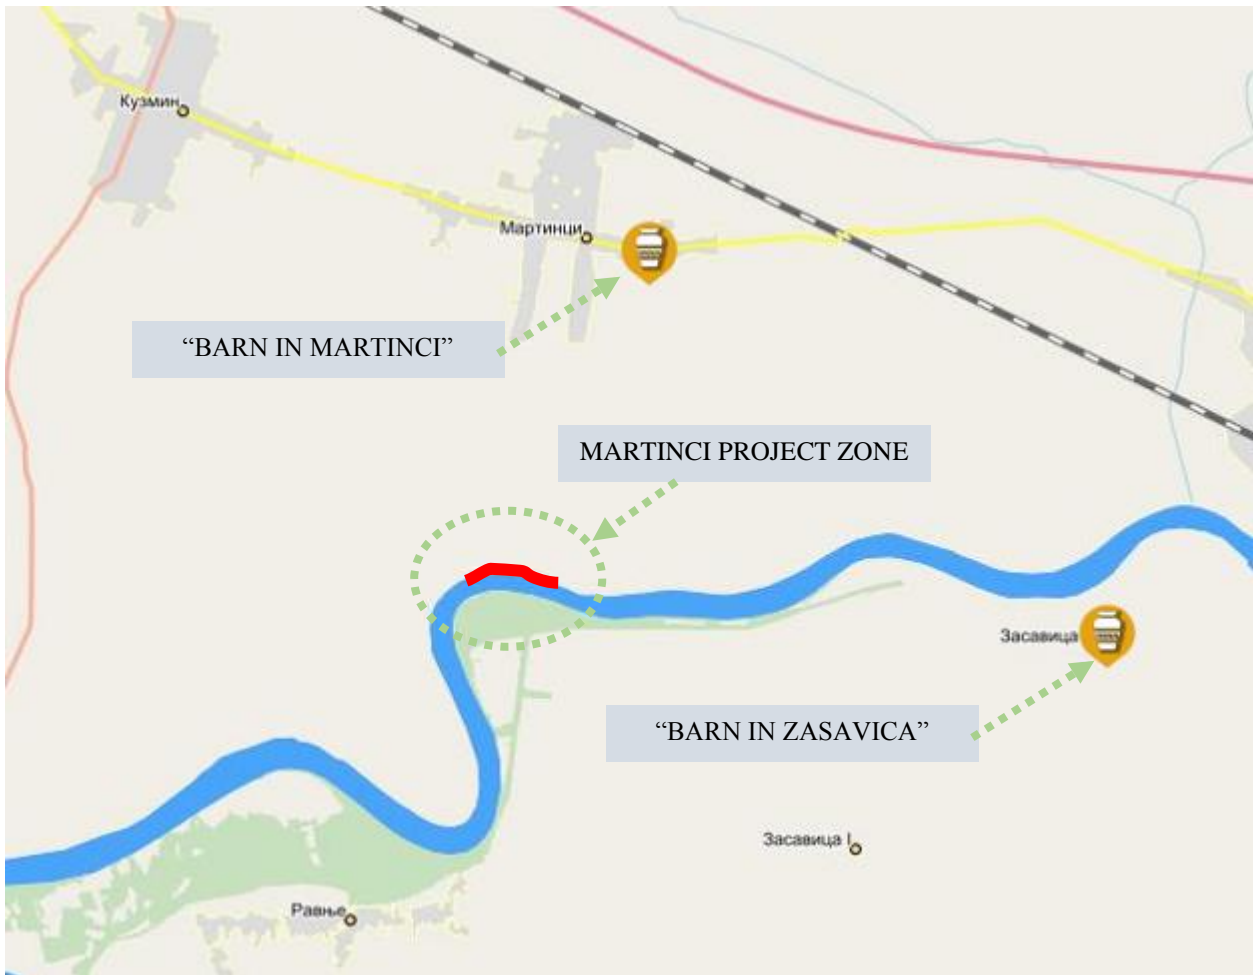 Кузмин
Мартинци
“BARN IN MARTINCI”
MARTINCI PROJECT ZONE
Засавица
“BARN IN ZASAVICA”
Засавица I
Равње